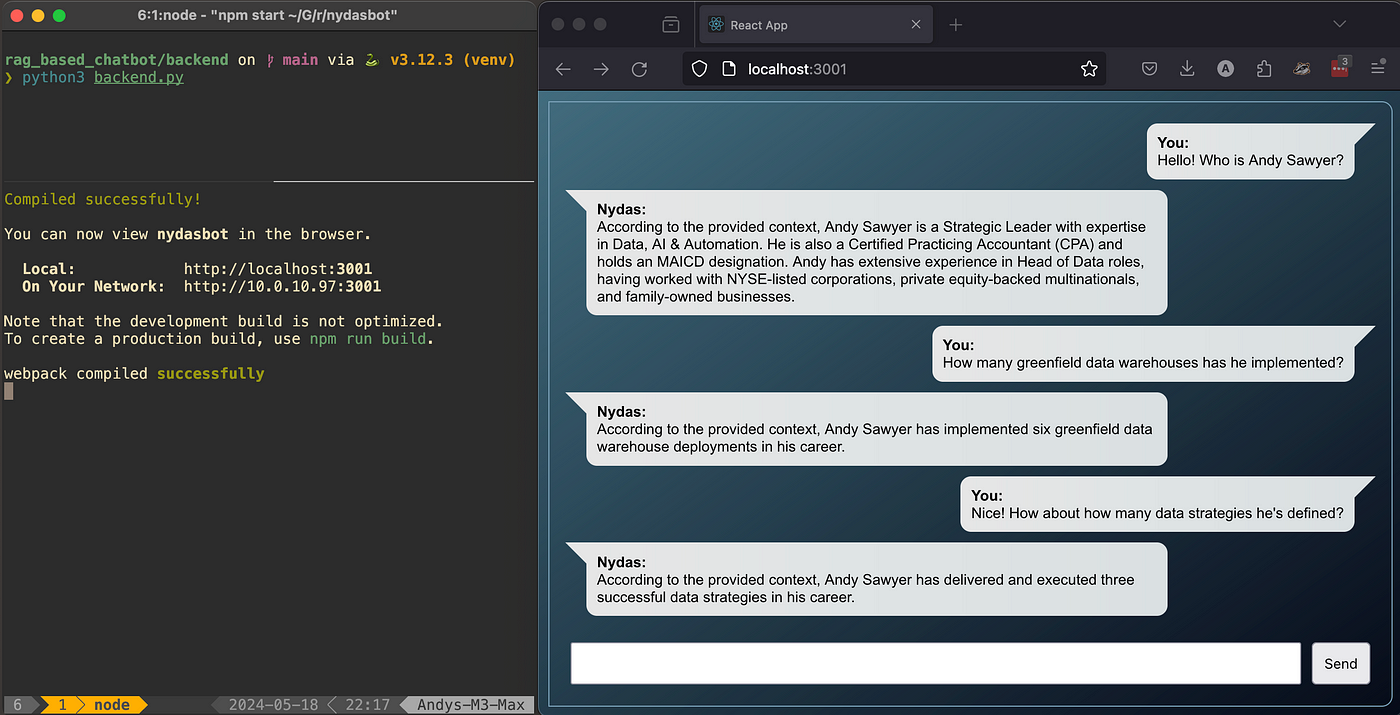 6:1:node - "npm start ~/G/r/nydasbot"
rag_based_chatbot/backend on main via v3.12.3 (venv)
❯ python3 backend.py
Compiled successfully!
You can now view nydasbot in the browser.
Local: http://localhost:3001
On Your Network: http://10.0.10.97:3001
Note that the development build is not optimized.
To create a production build, use npm run build.
webpack compiled successfully
6 1 node 2024-05-18 22:17 Andys-M3-Max
React App
localhost:3001
A
3
You:
Hello! Who is Andy Sawyer?
Nydas:
According to the provided context, Andy Sawyer is a Strategic Leader with expertise
in Data, AI & Automation. He is also a Certified Practicing Accountant (CPA) and
holds an MAICD designation. Andy has extensive experience in Head of Data roles,
having worked with NYSE-listed corporations, private equity-backed multinationals,
and family-owned businesses.
You:
How many greenfield data warehouses has he implemented?
Nydas:
According to the provided context, Andy Sawyer has implemented six greenfield data
warehouse deployments in his career.
You:
Nice! How about how many data strategies he's defined?
Nydas:
According to the provided context, Andy Sawyer has delivered and executed three
successful data strategies in his career.
Send